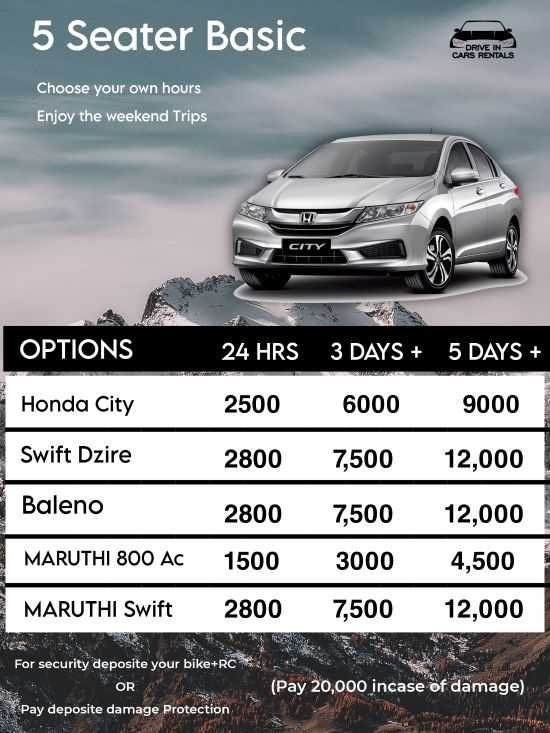 5 Seater Basic
DRIVE IN
CARS RENTALS
Choose your own hours
Enjoy the weekend Trips
CITY
OPTIONS 24 HRS 3 DAYS + 5 DAYS +
Honda City 2500 6000 9000
Swift Dzire 2800 7,500 12,000
Baleno 2800 7,500 12,000
MARUTHI 800 Ac 1500 3000 4,500
MARUTHI Swift 2800 7,500 12,000
For security deposite your bike+RC
OR
Pay deposite damage Protection
(Pay 20,000 incase of damage)